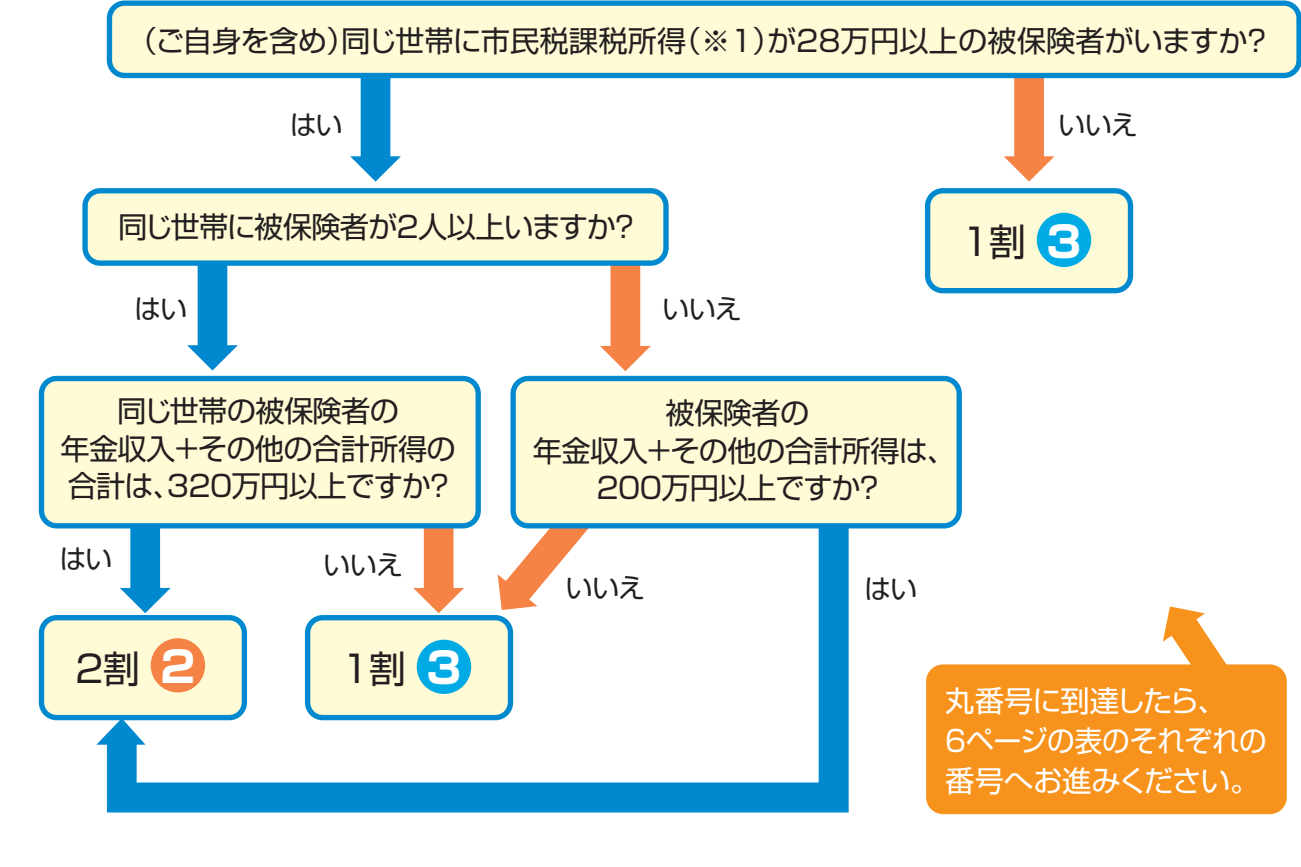 (ご自身を含め)同じ世帯に市民税課税所得(※1)が28万円以上の被保険者がいますか?
はい
いいえ
同じ世帯に被保険者が2人以上いますか?
1割 3
はい
いいえ
同じ世帯の被保険者の
年金収入+その他の合計所得の
合計は、320万円以上ですか?
被保険者の
年金収入+その他の合計所得は、
200万円以上ですか?
はい
いいえ
いいえ
はい
2割 2
1割 3
丸番号に到達したら、
6ページの表のそれぞれの
番号へお進みください。